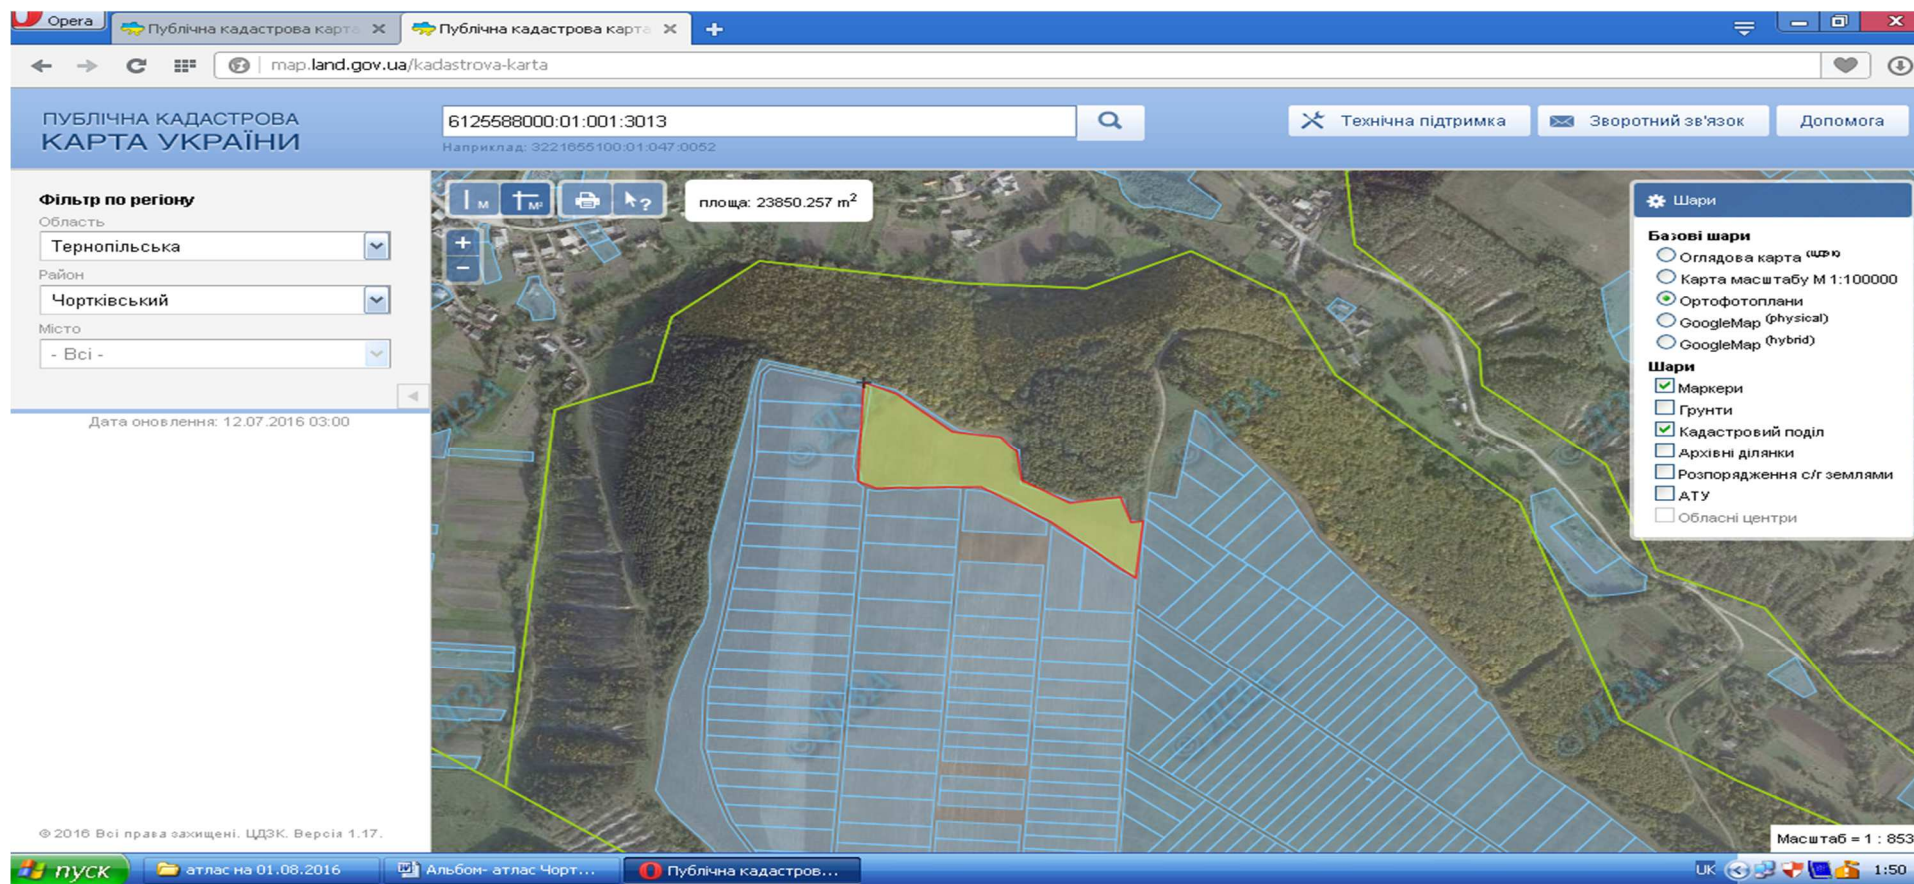 Opera
Публічна кадастрова карта
Публічна кадастрова карта
map.land.gov.ua/kadastrova-karta
ПУБЛІЧНА КАДАСТРОВА
КАРТА УКРАЇНИ
6125588000:01:001:3013
Наприклад: 3221655100:01:047:0052
Технічна підтримка
Зворотний зв'язок
Допомога
Фільтр по регіону
Область
Тернопільська
Район
Чортківський
Місто
- Всі -
Дата оновлення: 12.07.2016 03:00
м
м²
площа: 23850.257 m²
Шари
Базові шари
Оглядова карта
Карта масштабу М 1:100000
Ортофотоплани
GoogleMap (physical)
GoogleMap (hybrid)
Шари
Маркери
Грунти
Кадастровий поділ
Архівні ділянки
Розпорядження с/г землями
АТУ
Обласні центри
© ДЗА
© 2016 Всі права захищені. ЦДЗК. Версія 1.17.
Масштаб = 1 : 853
пуск
атлас на 01.08.2016
Альбом- атлас Чорт...
Публічна кадастров...
UK
1:50